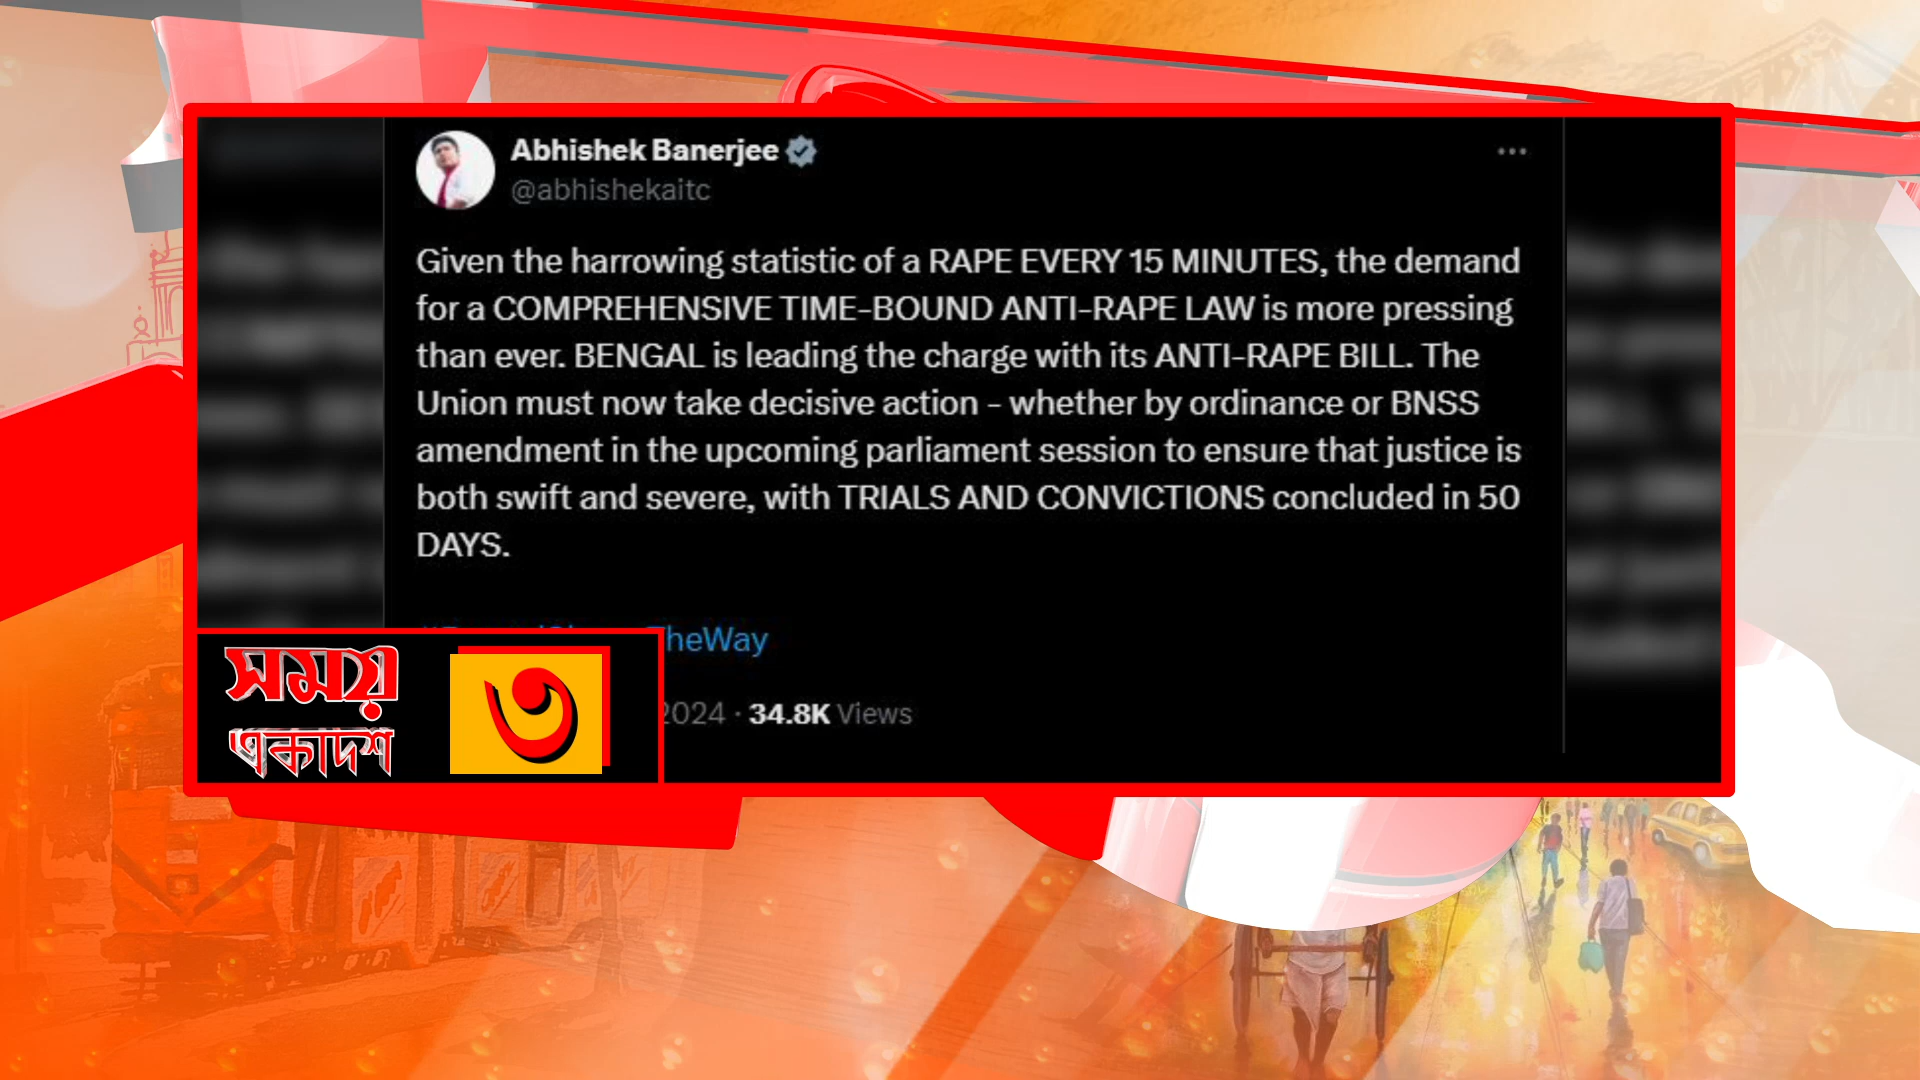 Abhishek Banerjee
@abhishekaitc
Given the harrowing statistic of a RAPE EVERY 15 MINUTES, the demand
for a COMPREHENSIVE TIME-BOUND ANTI-RAPE LAW is more pressing
than ever. BENGAL is leading the charge with its ANTI-RAPE BILL. The
Union must now take decisive action - whether by ordinance or BNSS
amendment in the upcoming parliament session to ensure that justice is
both swift and severe, with TRIALS AND CONVICTIONS concluded in 50
DAYS.
TheWay
2024 · 34.8K Views
সময়
একাদশ
৩